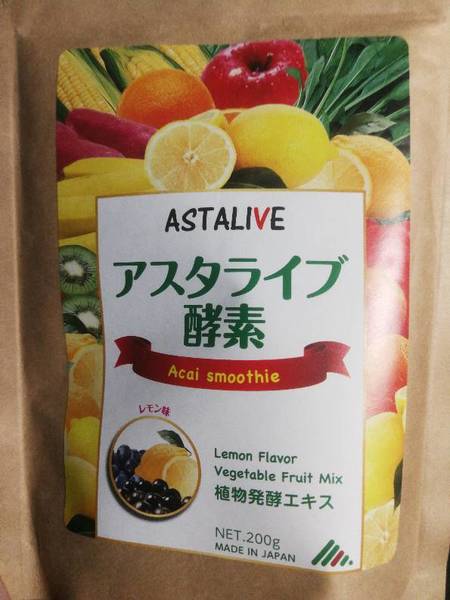 ASTALIVE
アスタライブ
酵素
Acai smoothie
レモン味
Lemon Flavor
Vegetable Fruit Mix
植物発酵エキス
NET.200g
MADE IN JAPAN